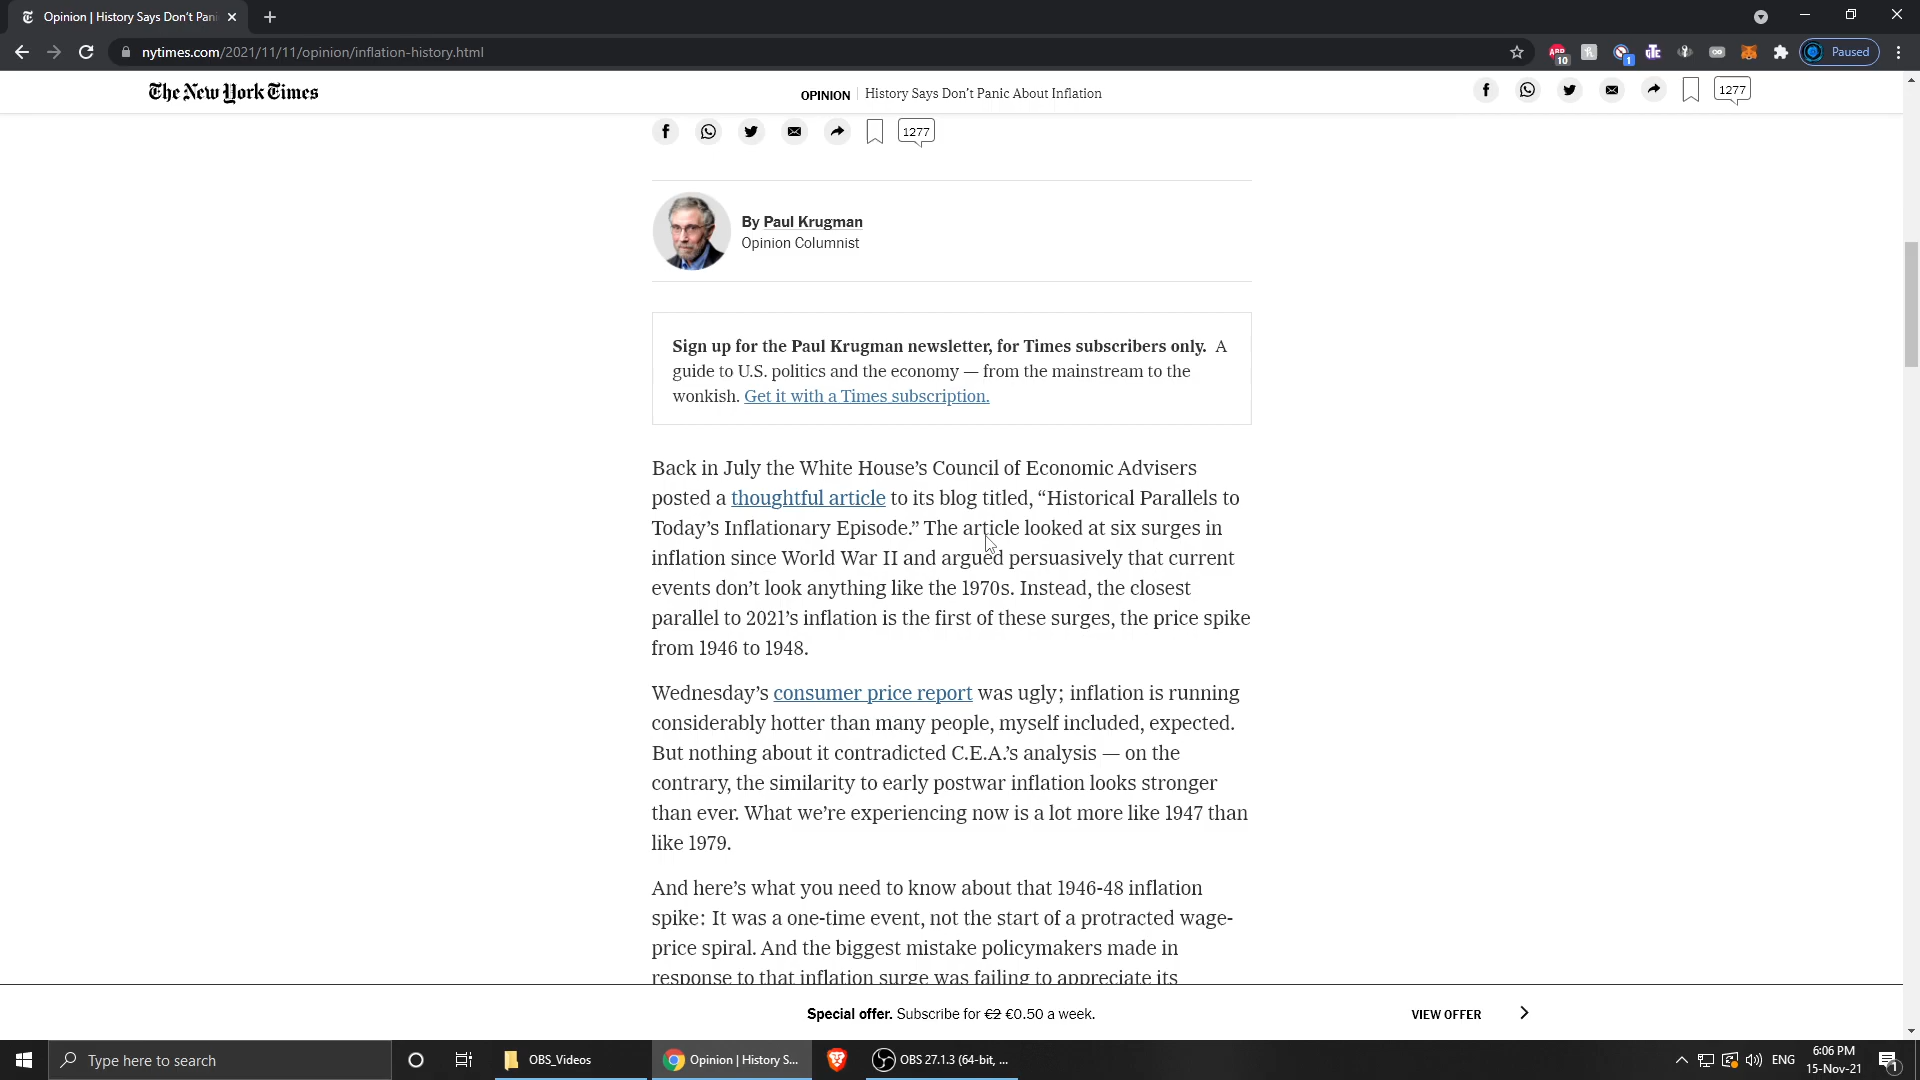 Opinion | History Says Don't Pani
nytimes.com/2021/11/11/opinion/inflation-history.html
ABP
10
1
Paused
The New York Times
OPINION
History Says Don't Panic About Inflation
1277
1277
By Paul Krugman
Opinion Columnist
Sign up for the Paul Krugman newsletter, for Times subscribers only. A
guide to U.S. politics and the economy — from the mainstream to the
wonkish. Get it with a Times subscription.
Back in July the White House's Council of Economic Advisers
posted a thoughtful article to its blog titled, “Historical Parallels to
Today's Inflationary Episode.” The article looked at six surges in
inflation since World War II and argued persuasively that current
events don't look anything like the 1970s. Instead, the closest
parallel to 2021's inflation is the first of these surges, the price spike
from 1946 to 1948.
Wednesday's consumer price report was ugly; inflation is running
considerably hotter than many people, myself included, expected.
But nothing about it contradicted C.E.A.'s analysis — on the
contrary, the similarity to early postwar inflation looks stronger
than ever. What we're experiencing now is a lot more like 1947 than
like 1979.
And here's what you need to know about that 1946-48 inflation
spike: It was a one-time event, not the start of a protracted wage-
price spiral. And the biggest mistake policymakers made in
response to that inflation surge was failing to appreciate its
Special offer. Subscribe for €2 €0.50 a week.
VIEW OFFER
Type here to search
OBS_Videos
Opinion | History S...
OBS 27.1.3 (64-bit, ...
ENG
6:06 PM
15-Nov-21
1